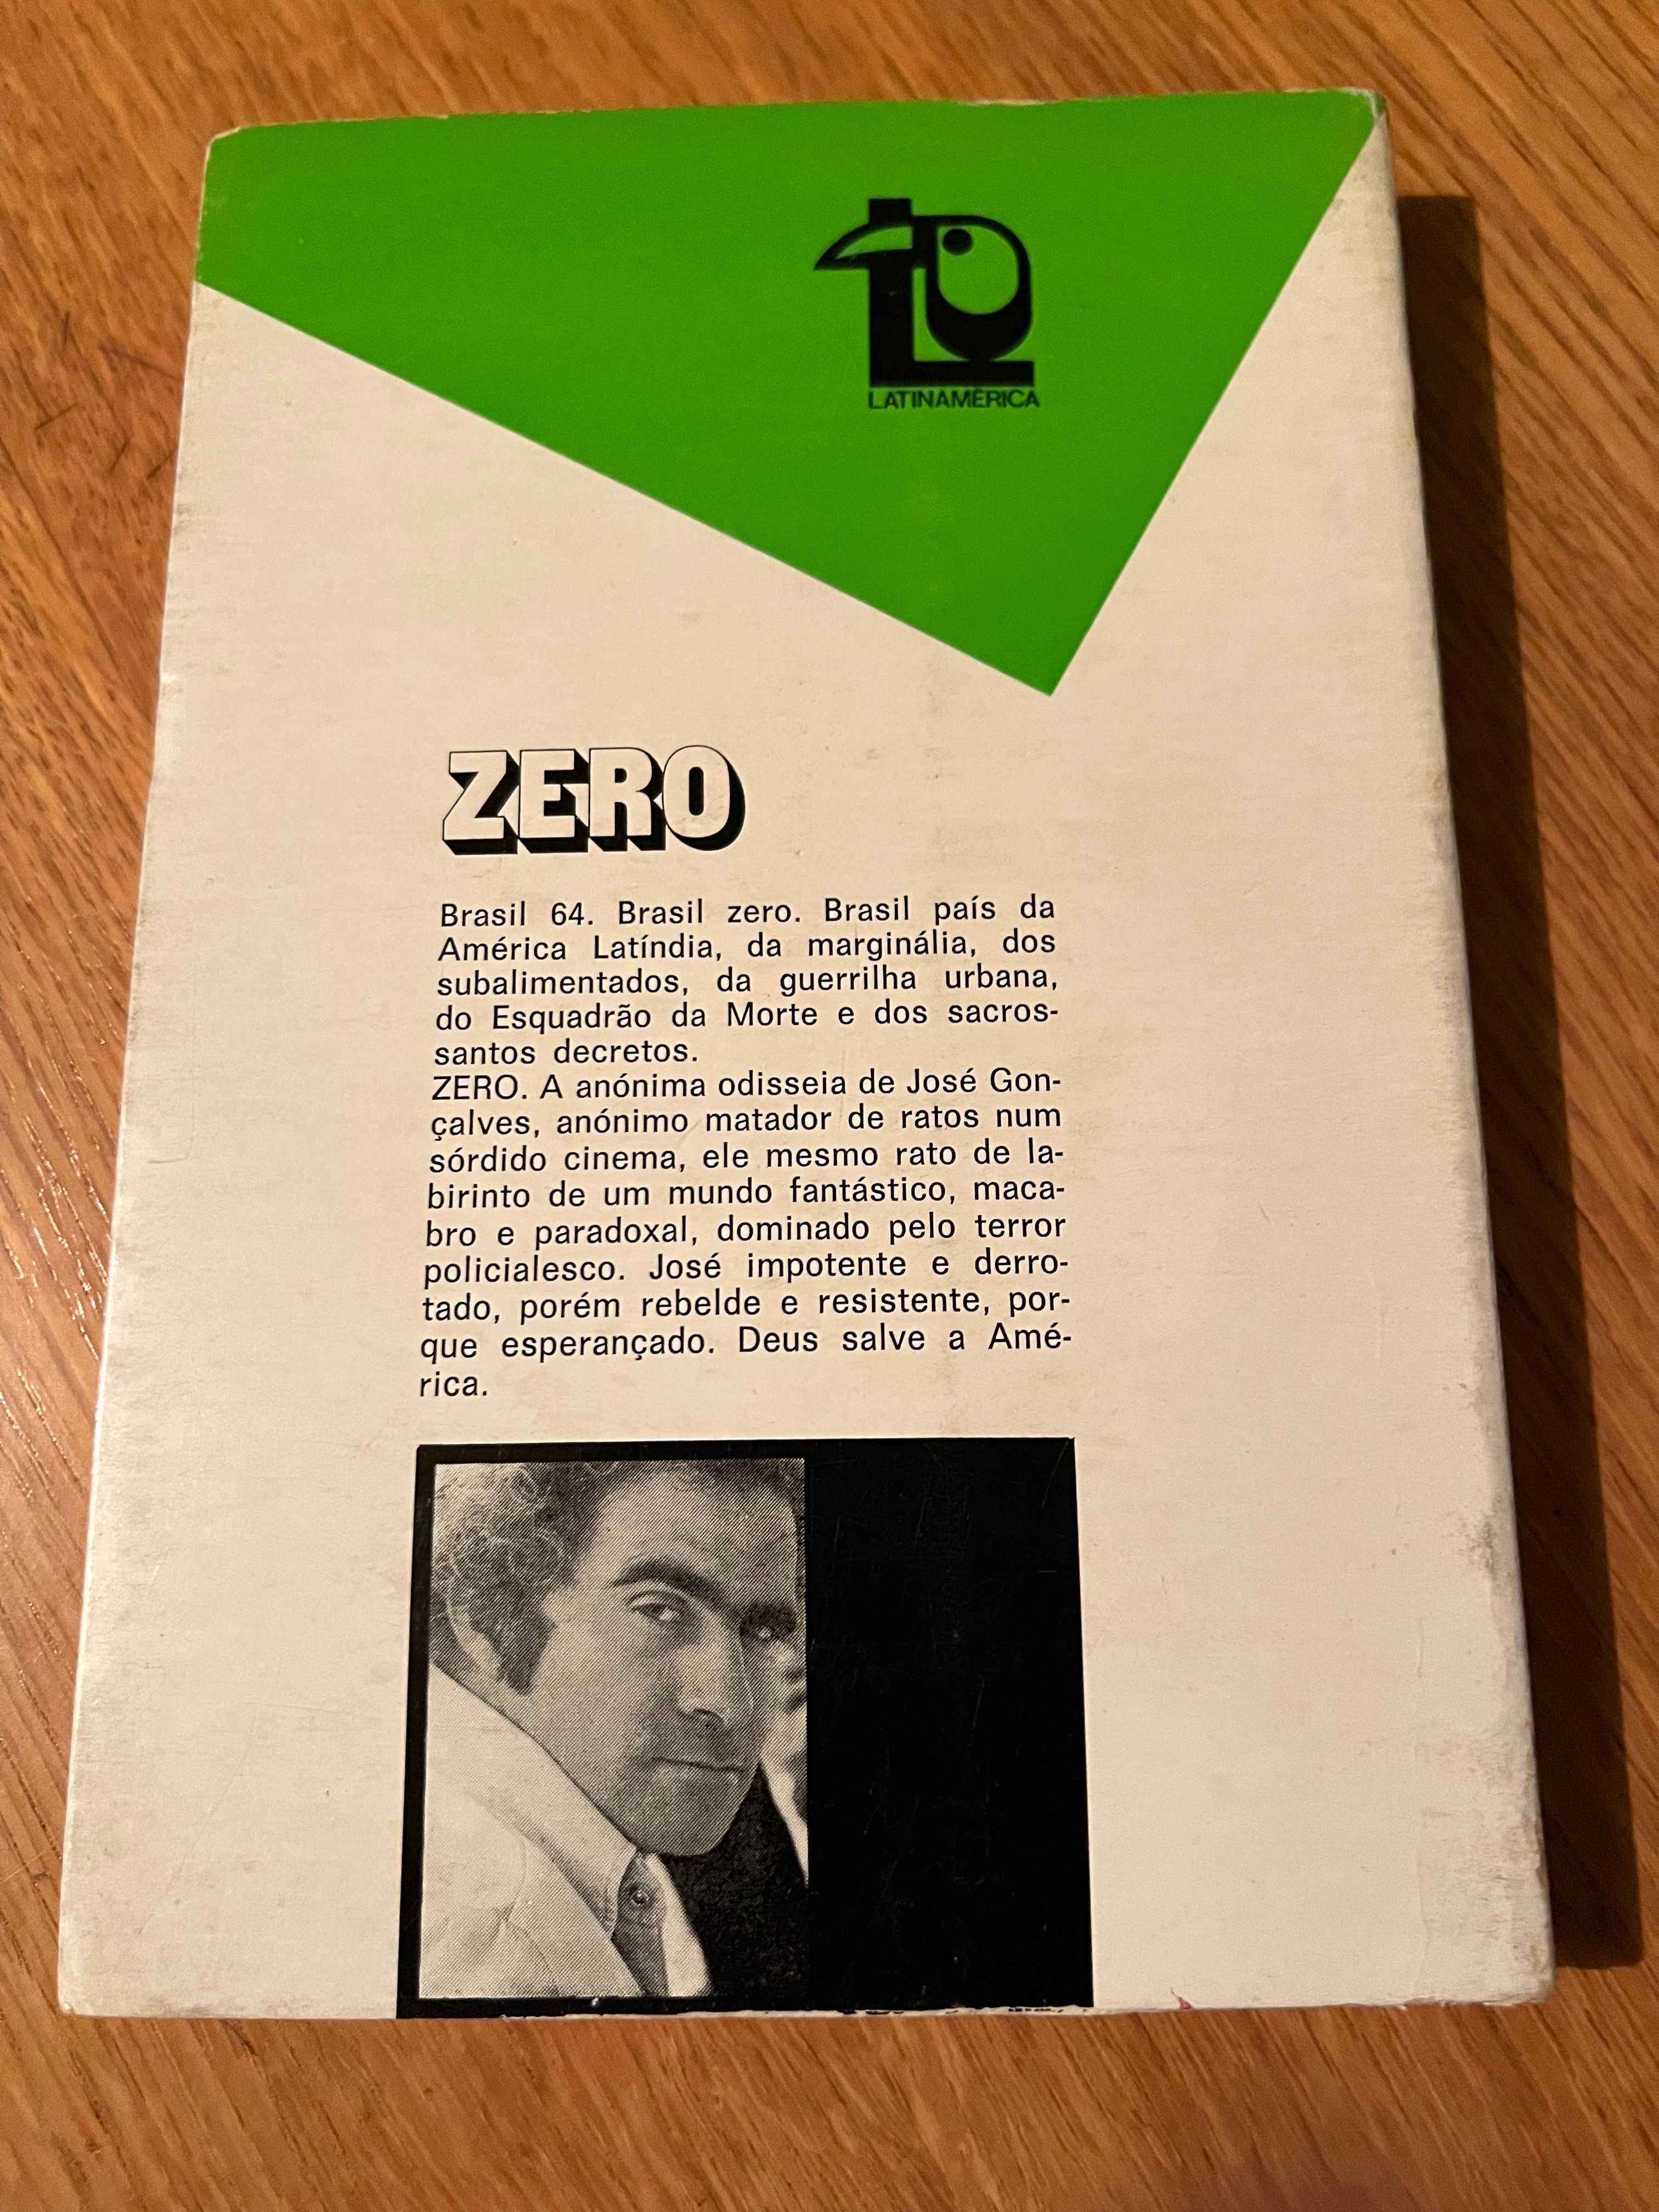 LATINAMÉRICA
ZERO
Brasil 64. Brasil zero. Brasil país da
América Latíndia, da marginália, dos
subalimentados, da guerrilha urbana,
do Esquadrão da Morte e dos sacros-
santos decretos.
ZERO. A anónima odisseia de José Gon-
çalves, anónimo matador de ratos num
sórdido cinema, ele mesmo rato de la-
birinto de um mundo fantástico, maca-
bro e paradoxal, dominado pelo terror
policialesco. José impotente e derro-
tado, porém rebelde e resistente, por-
que esperançado. Deus salve a Amé-
rica.